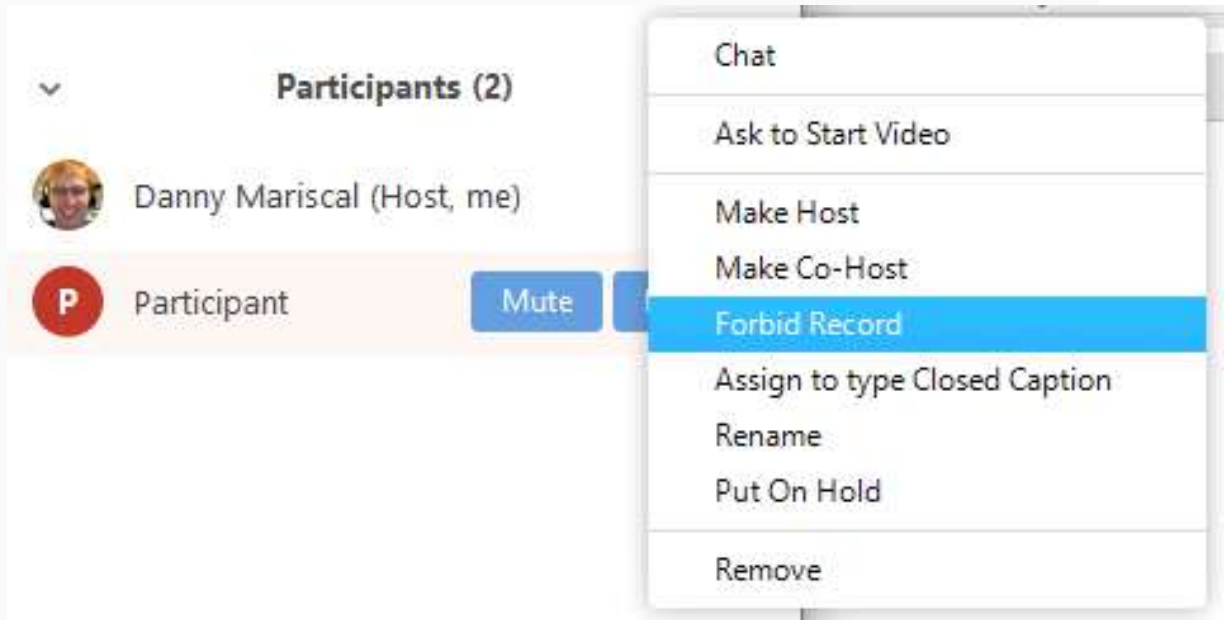 Participants (2)
Danny Mariscal (Host, me)
P Participant Mute
Chat
Ask to Start Video
Make Host
Make Co-Host
Forbid Record
Assign to type Closed Caption
Rename
Put On Hold
Remove